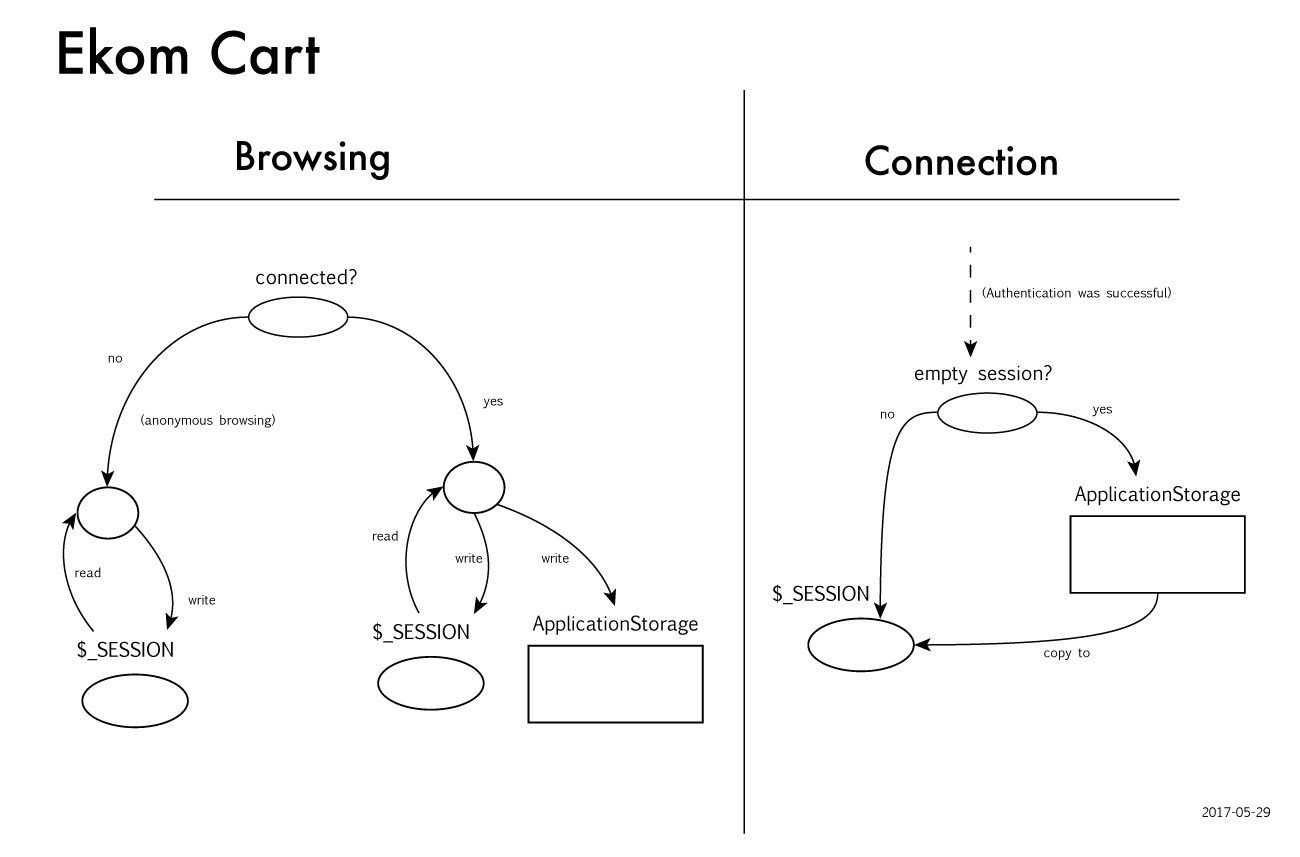 Ekom Cart
Browsing
connected?
no
(anonymous browsing)
yes
read
write
$_SESSION
read
write
write
$_SESSION
ApplicationStorage
Connection
(Authentication was successful)
empty session?
no
yes
ApplicationStorage
$_SESSION
copy to
2017-05-29